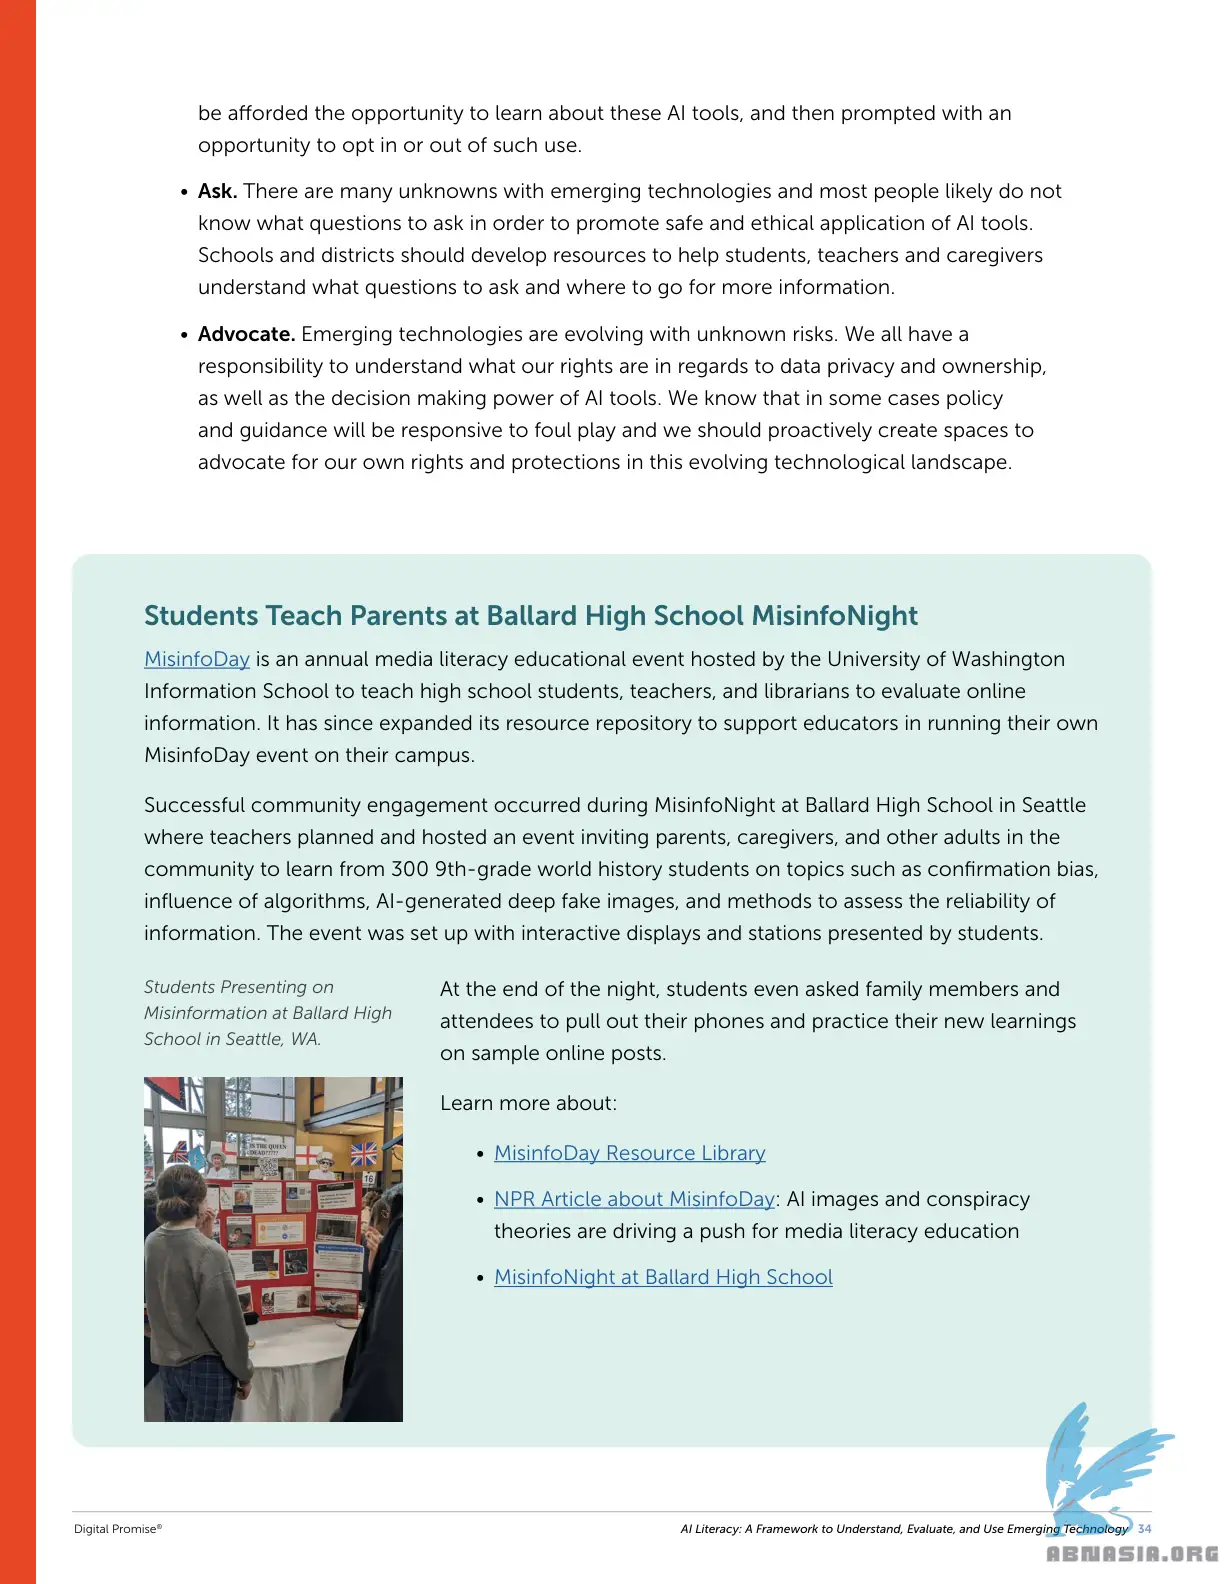 be afforded the opportunity to learn about these AI tools, and then prompted with an
opportunity to opt in or out of such use.
• Ask. There are many unknowns with emerging technologies and most people likely do not
know what questions to ask in order to promote safe and ethical application of AI tools.
Schools and districts should develop resources to help students, teachers and caregivers
understand what questions to ask and where to go for more information.
• Advocate. Emerging technologies are evolving with unknown risks. We all have a
responsibility to understand what our rights are in regards to data privacy and ownership,
as well as the decision making power of AI tools. We know that in some cases policy
and guidance will be responsive to foul play and we should proactively create spaces to
advocate for our own rights and protections in this evolving technological landscape.
Students Teach Parents at Ballard High School MisinfoNight
MisinfoDay is an annual media literacy educational event hosted by the University of Washington
Information School to teach high school students, teachers, and librarians to evaluate online
information. It has since expanded its resource repository to support educators in running their own
MisinfoDay event on their campus.
Successful community engagement occurred during MisinfoNight at Ballard High School in Seattle
where teachers planned and hosted an event inviting parents, caregivers, and other adults in the
community to learn from 300 9th-grade world history students on topics such as confirmation bias,
influence of algorithms, AI-generated deep fake images, and methods to assess the reliability of
information. The event was set up with interactive displays and stations presented by students.
Students Presenting on
Misinformation at Ballard High
School in Seattle, WA.
IS THE QUEEN
DEAD?????
16
At the end of the night, students even asked family members and
attendees to pull out their phones and practice their new learnings
on sample online posts.
Learn more about:
• MisinfoDay Resource Library
• NPR Article about MisinfoDay: AI images and conspiracy
theories are driving a push for media literacy education
• MisinfoNight at Ballard High School
Digital Promise®
AI Literacy: A Framework to Understand, Evaluate, and Use Emerging Technology 34
ABNASIA.ORG